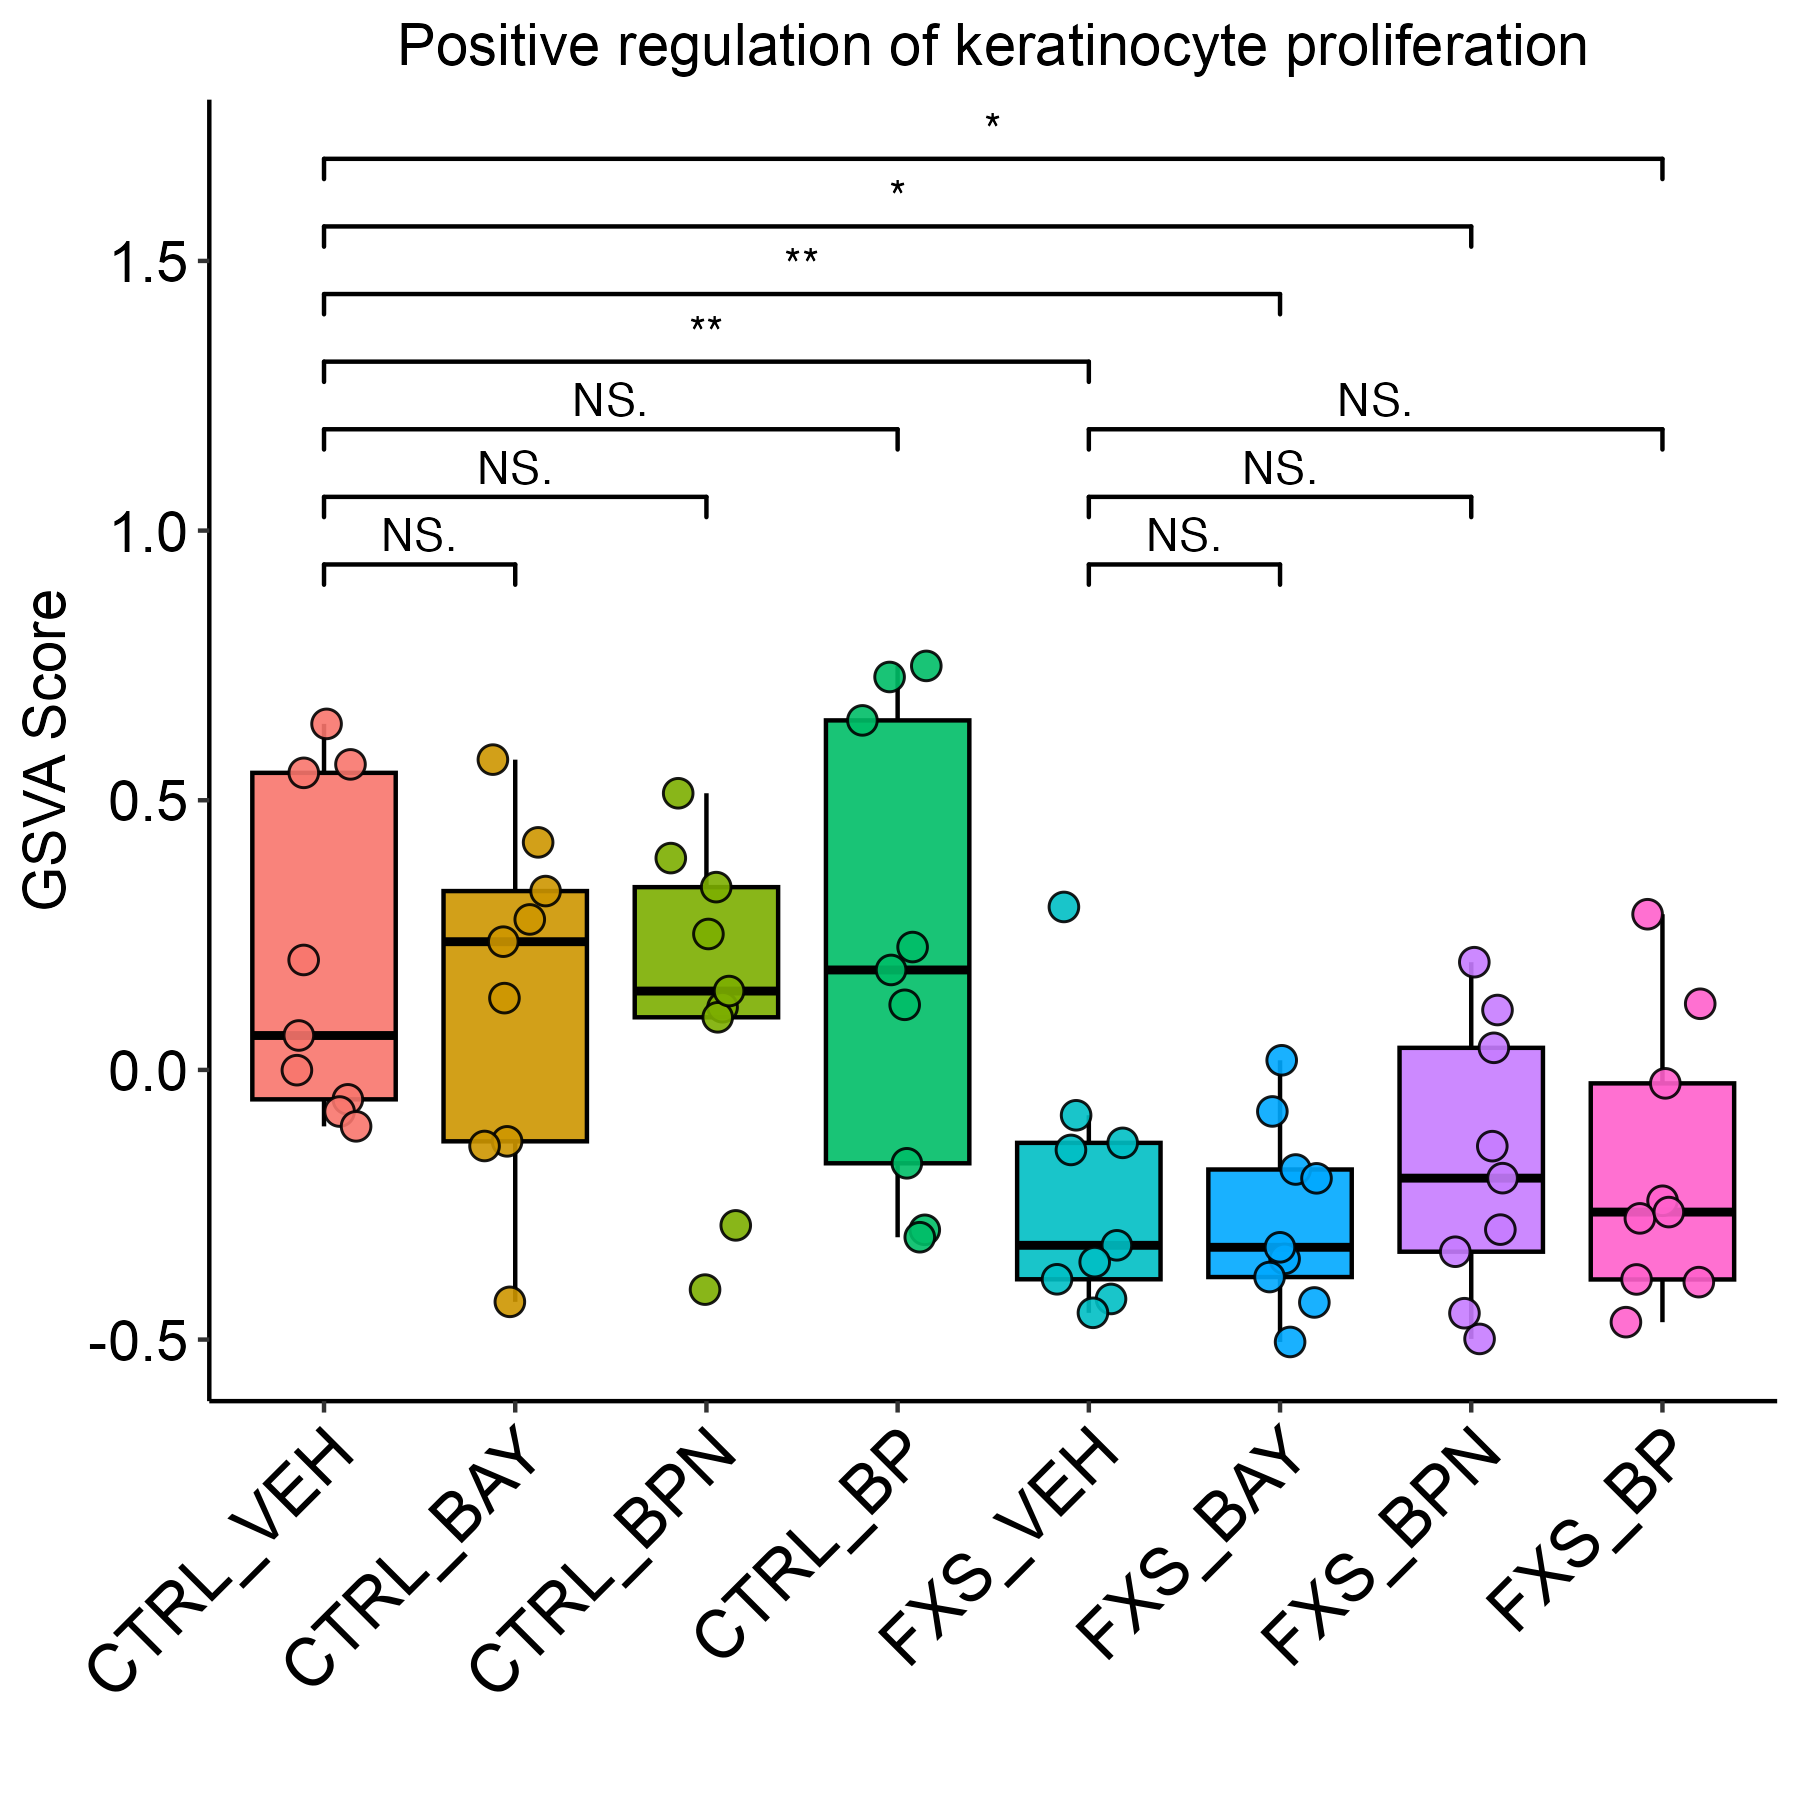 Positive regulation of keratinocyte proliferation
*
*
**
**
NS.
NS.
NS.
NS.
NS.
NS.
GSVA Score
1.5
1.0
0.5
0.0
-0.5
CTRL_VEH
CTRL_BAY
CTRL_BPN
CTRL_BP
FXS_VEH
FXS_BAY
FXS_BPN
FXS_BP